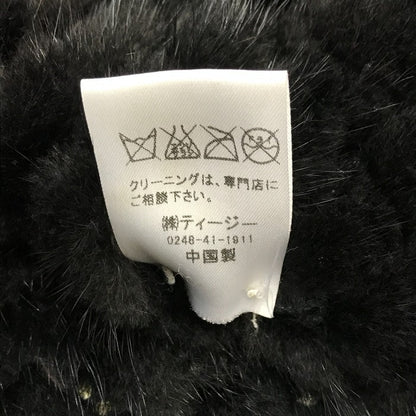 クリーニングは、専門店に
ご相談下さい。
㈱ティージー
0248-41-1911
中国製